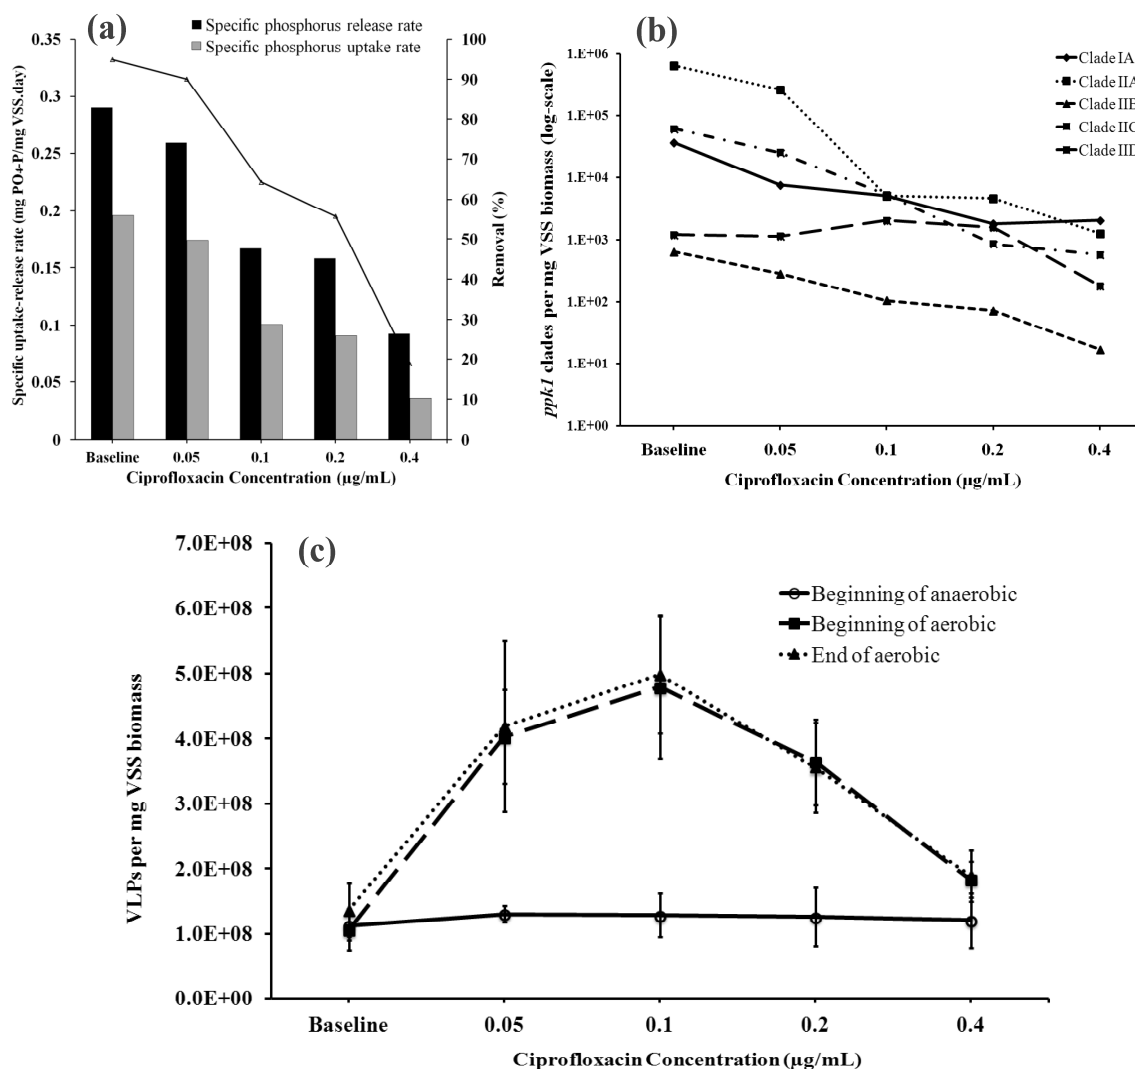 (a)
Specific phosphorus release rate
Specific phosphorus uptake rate
Specific uptake-release rate (mg PO₄-P/mg VSS.day)
0.35
0.3
0.25
0.2
0.15
0.1
0.05
0
100
90
80
70
60
50
40
30
20
10
0
Removal (%)
Baseline 0.05 0.1 0.2 0.4
Ciprofloxacin Concentration (µg/mL)
(b)
ppk1 clades per mg VSS biomass (log-scale)
1.E+06
1.E+05
1.E+04
1.E+03
1.E+02
1.E+01
1.E+00
Clade IA
Clade IIA
Clade IIB
Clade IIC
Clade IID
Baseline 0.05 0.1 0.2 0.4
Ciprofloxacin Concentration (µg/mL)
(c)
VLPs per mg VSS biomass
7.0E+08
6.0E+08
5.0E+08
4.0E+08
3.0E+08
2.0E+08
1.0E+08
0.0E+00
Beginning of anaerobic
Beginning of aerobic
End of aerobic
Baseline 0.05 0.1 0.2 0.4
Ciprofloxacin Concentration (µg/mL)